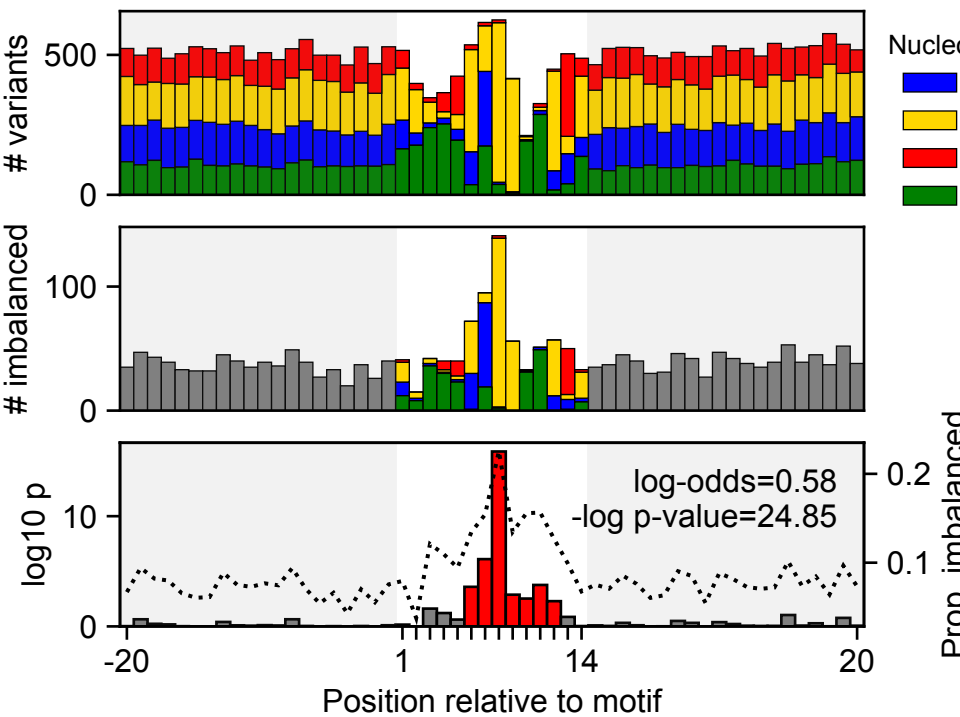 # variants
500
0
Nucleo
# imbalanced
100
0
log10 p
10
0
log-odds=0.58
-log p-value=24.85
0.2
0.1
Prop. imbalanced
-20
1
14
20
Position relative to motif